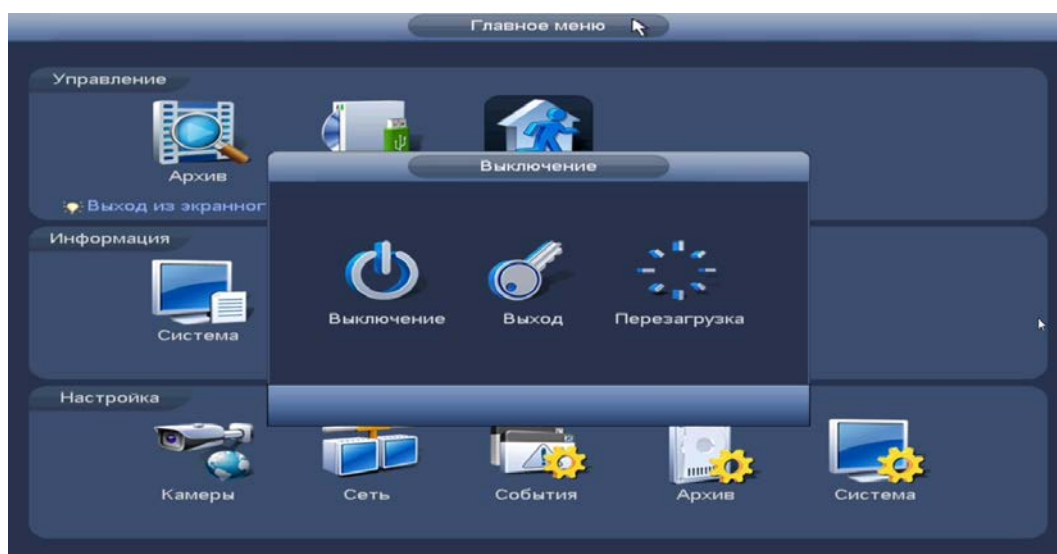 Главное меню
Управление
Архив
Выход из экранног
Выключение
Выключение
Выход
Перезагрузка
Информация
Система
Настройка
Камеры
Сеть
События
Архив
Система